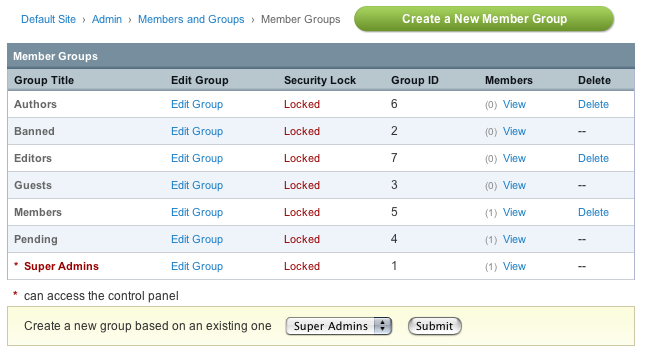 Default Site › Admin › Members and Groups › Member Groups Create a New Member Group
Member Groups
Group Title Edit Group Security Lock Group ID Members Delete
Authors Edit Group Locked 6 (0) View Delete
Banned Edit Group Locked 2 (0) View --
Editors Edit Group Locked 7 (0) View Delete
Guests Edit Group Locked 3 (0) View --
Members Edit Group Locked 5 (1) View Delete
Pending Edit Group Locked 4 (1) View --
* Super Admins Edit Group Locked 1 (1) View --
* can access the control panel
Create a new group based on an existing one Super Admins Submit